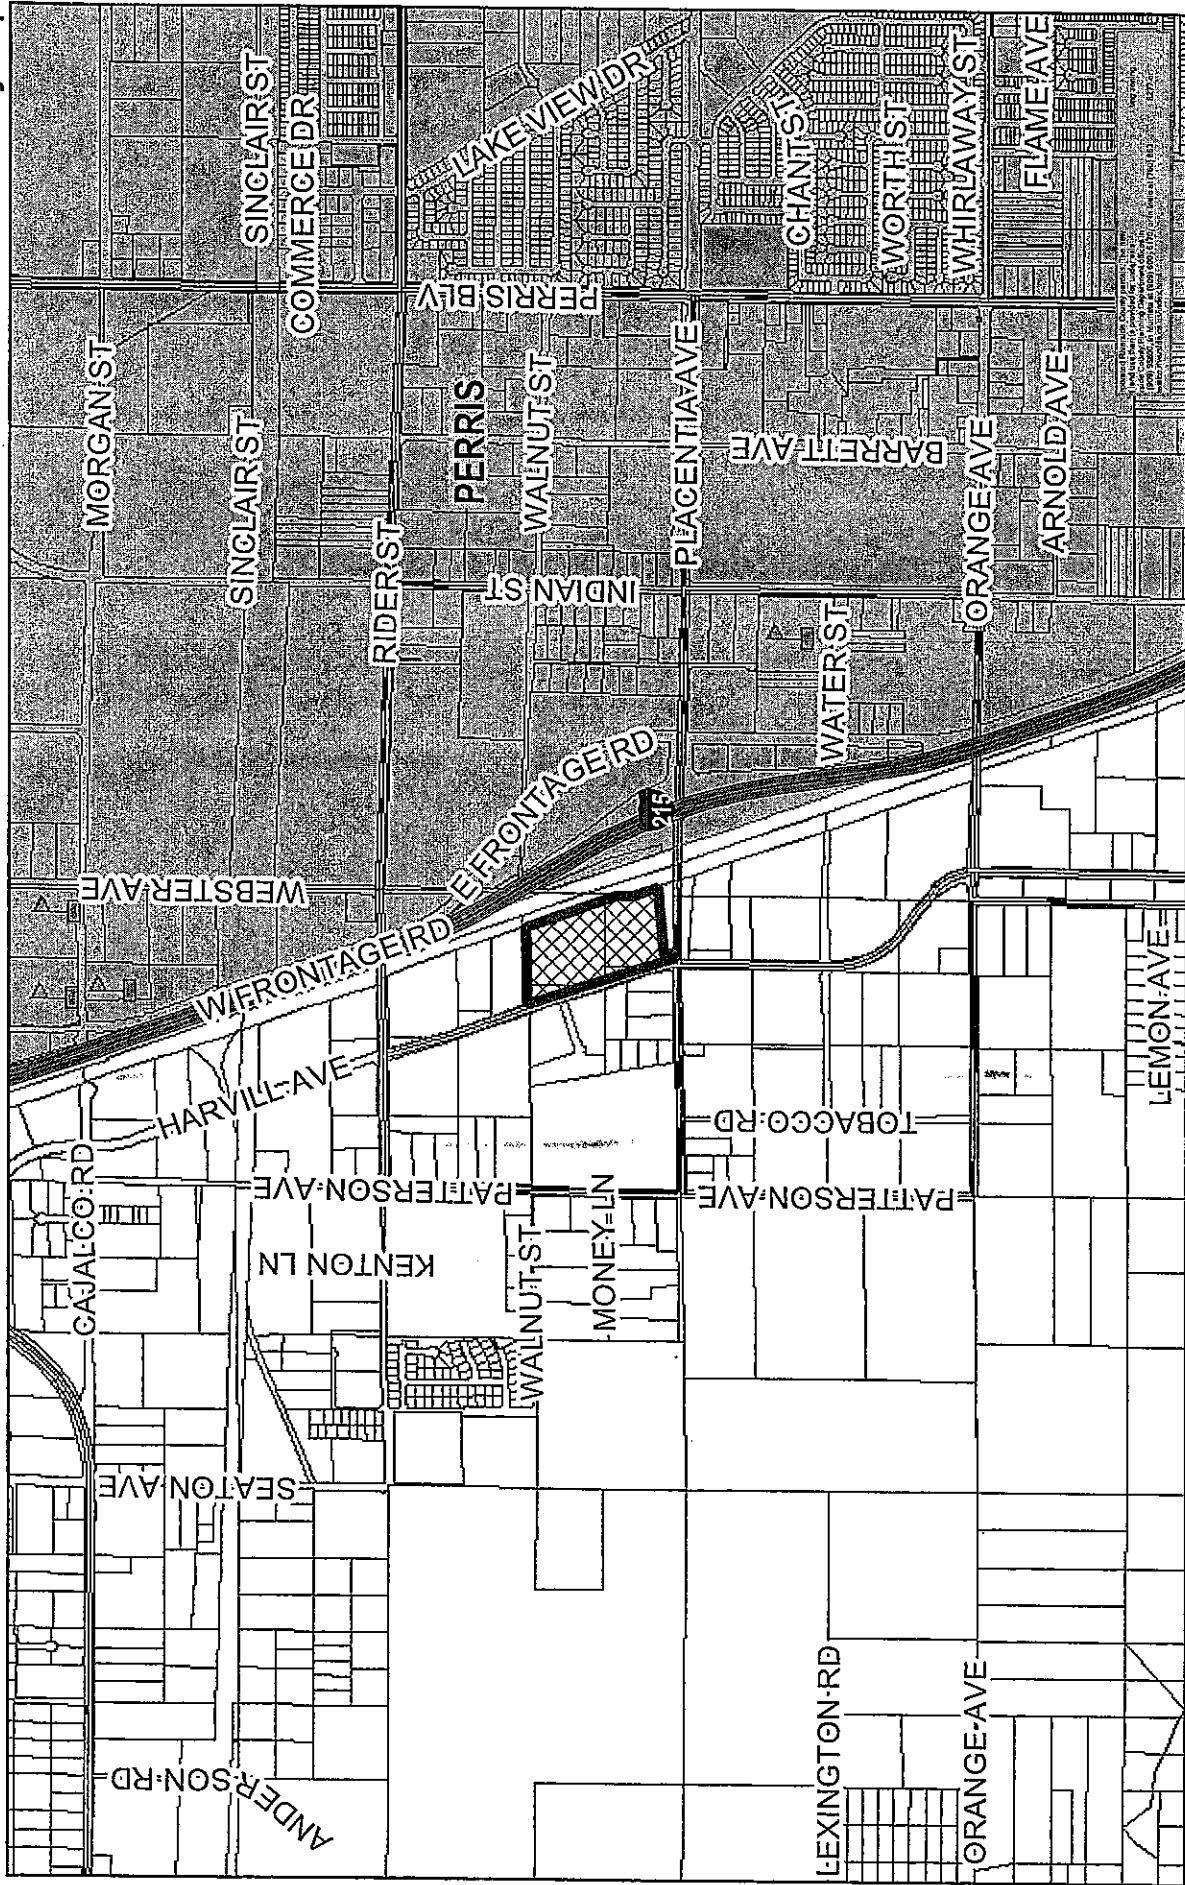 MORGAN ST
SINCLAIR ST
COMMERCE DR
SINCLAIR ST
LAKE VIEW DR
RIDER ST
PERRIS
PERRIS BLV
WALNUT ST
INDIAN ST
PLACENTIA AVE
CHANT ST
WORTH ST
WHIRLAWAY ST
FLAME AVE
BARRETT AVE
WATER ST
ORANGE AVE
ARNOLD AVE
WEBSTER AVE
E FRONTAGE RD
W FRONTAGE RD
215
HARVILL AVE
CAJALCO RD
PATTERSON AVE
KENTON LN
WALNUT ST
MONEY LN
TOBACCO RD
PATTERSON AVE
LEMON AVE
SEATON AVE
ANDERSON RD
LEXINGTON RD
ORANGE AVE